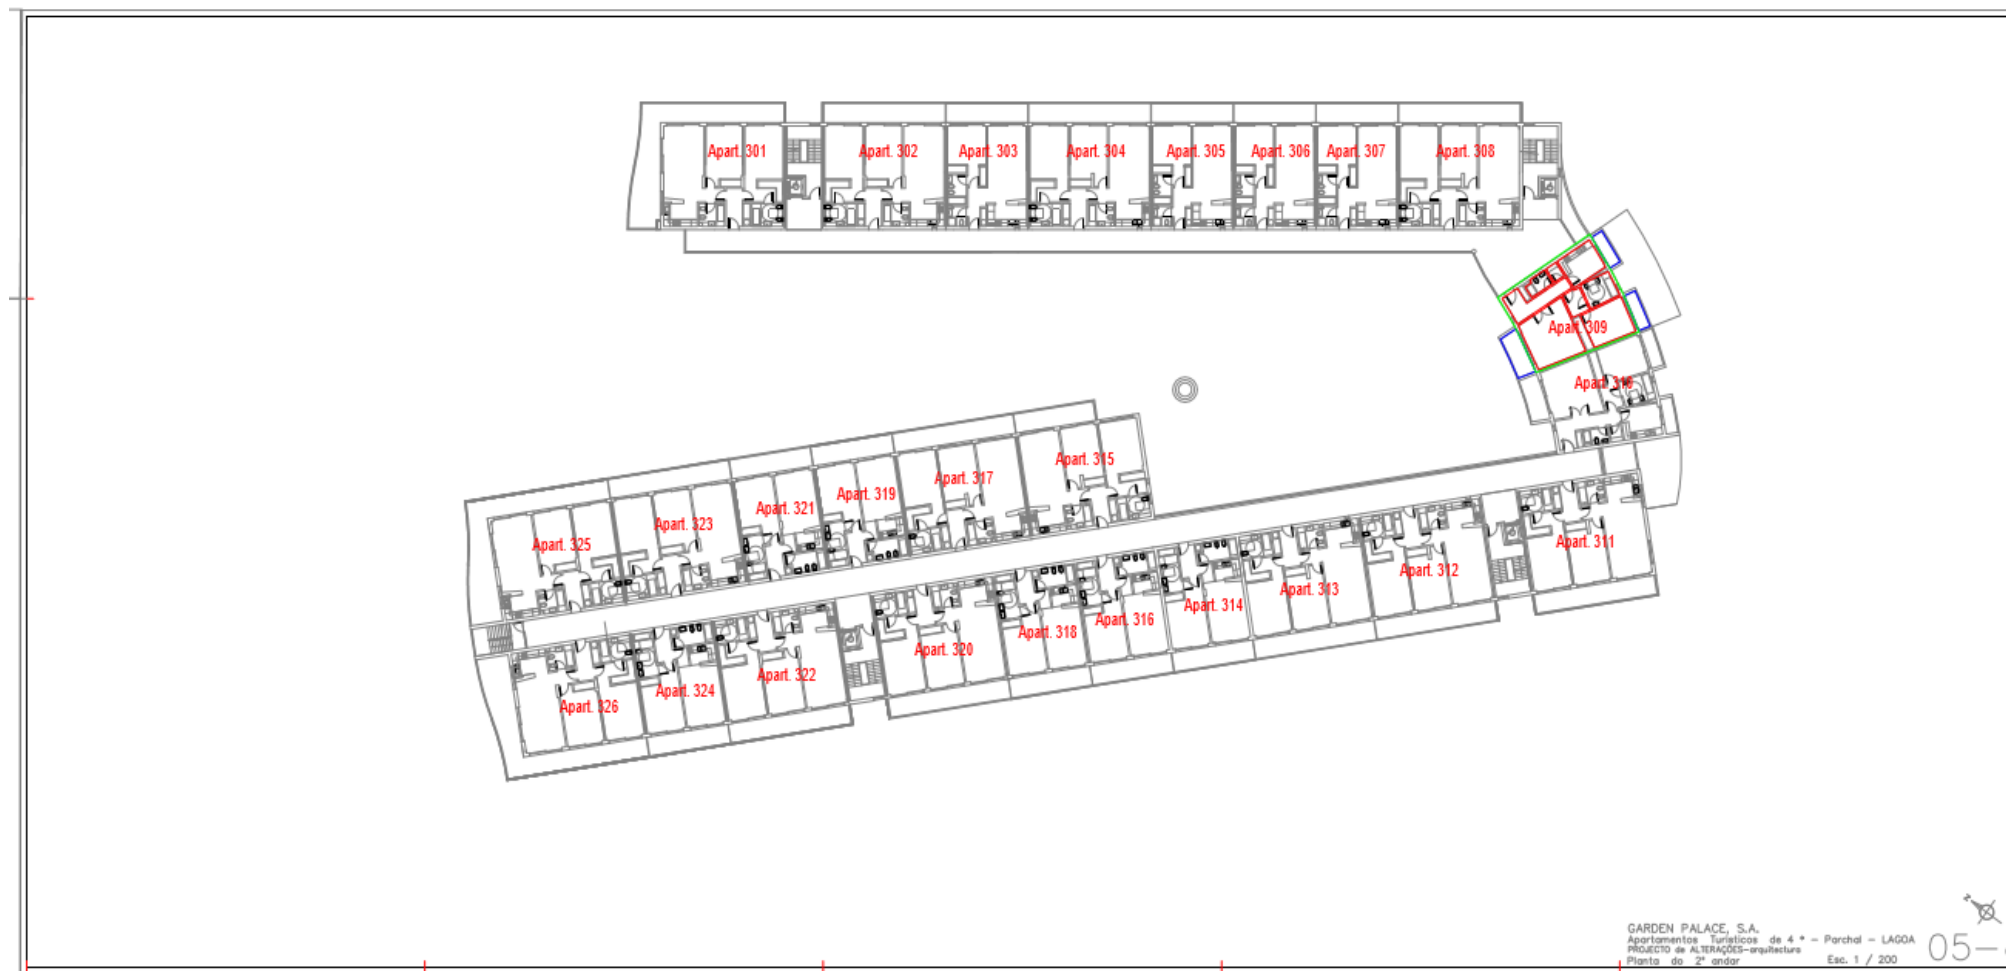 Apart. 301
Apart. 302
Apart. 303
Apart. 304
Apart. 305
Apart. 306
Apart. 307
Apart. 308
Apart. 309
Apart. 310
Apart. 315
Apart. 317
Apart. 319
Apart. 321
Apart. 323
Apart. 325
Apart. 311
Apart. 312
Apart. 313
Apart. 314
Apart. 316
Apart. 318
Apart. 320
Apart. 322
Apart. 324
Apart. 326
N
GARDEN PALACE, S.A.
Apartamentos Turísticos de 4 * - Parchal - LAGOA
PROJECTO de ALTERAÇÕES-arquitectura
Planta do 2º andar Esc. 1 / 200
05-